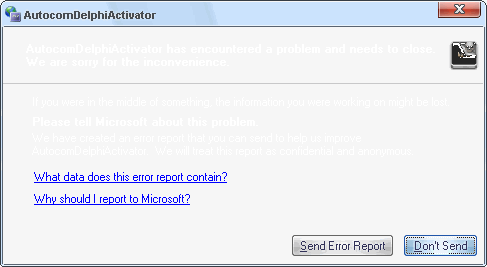 AutocomDelphiActivator
AutocomDelphiActivator has encountered a problem and needs to close.
We are sorry for the inconvenience.
If you were in the middle of something, the information you were working on might be lost.
Please tell Microsoft about this problem.
We have created an error report that you can send to help us improve
AutocomDelphiActivator. We will treat this report as confidential and anonymous.
What data does this error report contain?
Why should I report to Microsoft?
Send Error Report
Don't Send